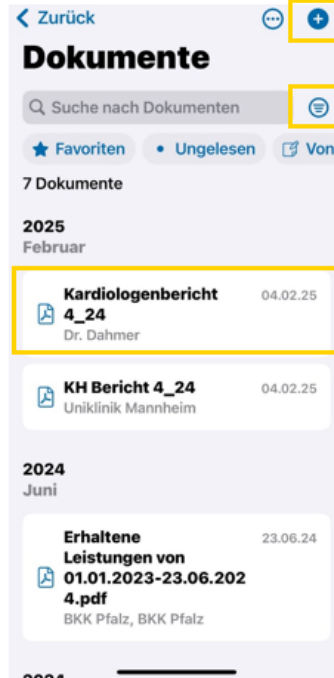 Zurück
Dokumente
Suche nach Dokumenten
Favoriten • Ungelesen Von
7 Dokumente
2025
Februar
Kardiologenbericht 04.02.25
4_24
Dr. Dahmer
KH Bericht 4_24 04.02.25
Uniklinik Mannheim
2024
Juni
Erhaltene 23.06.24
Leistungen von
01.01.2023-23.06.202
4.pdf
BKK Pfalz, BKK Pfalz
2024